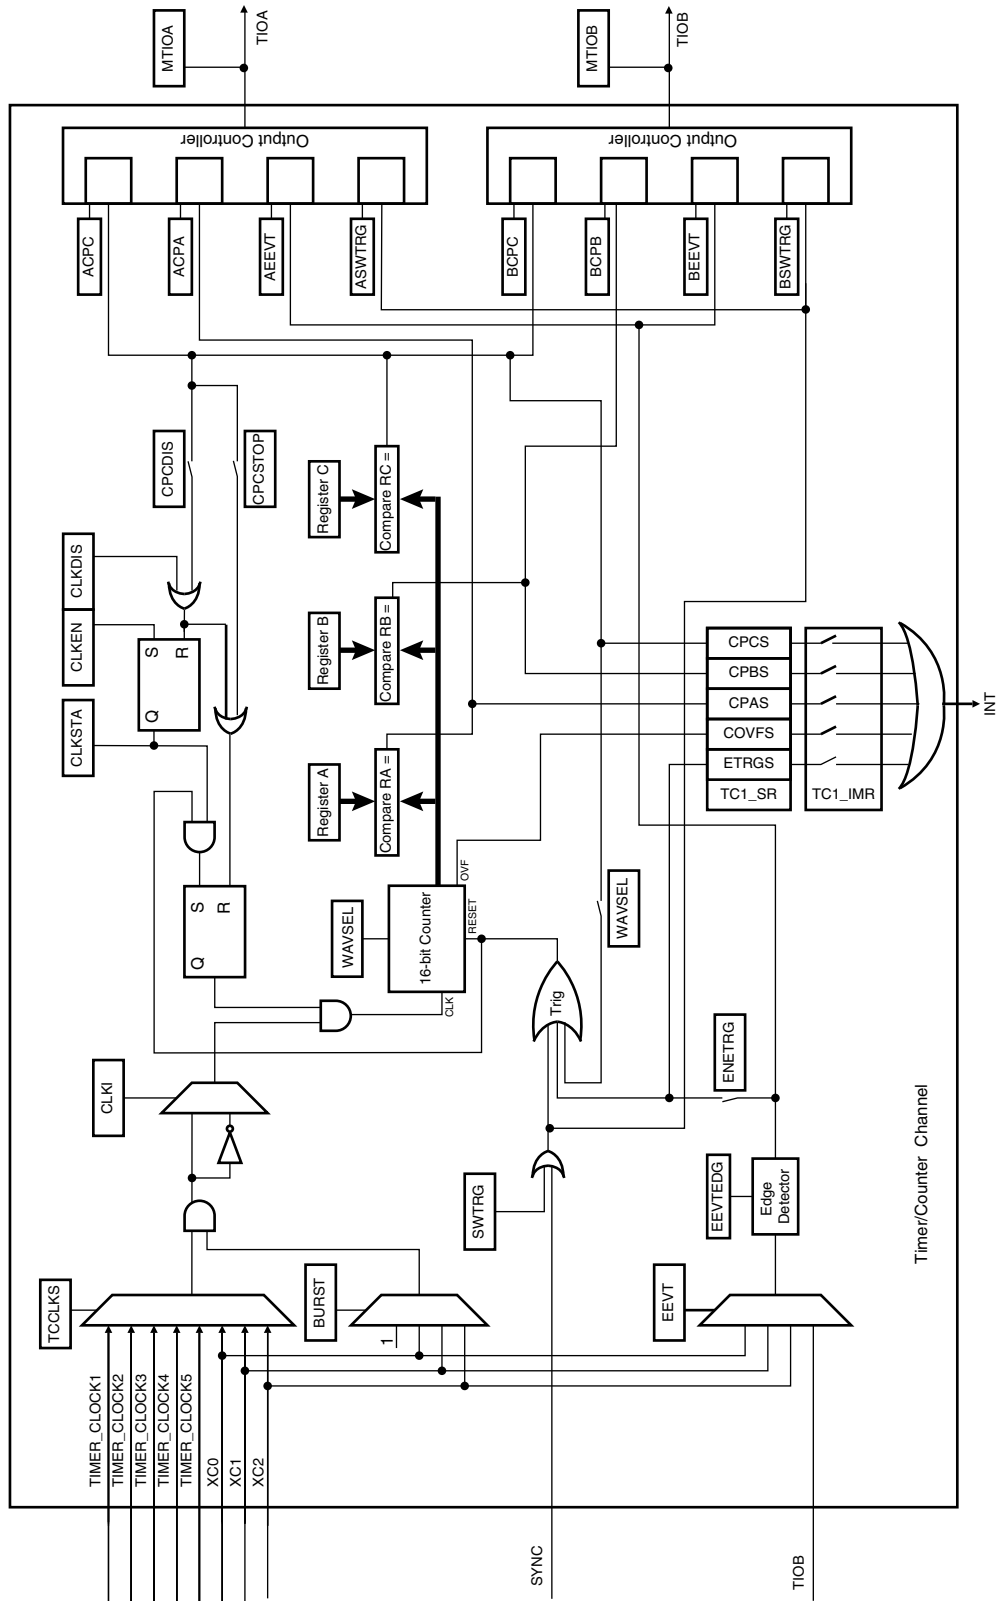 MTIOA
TIOA
MTIOB
TIOB
Output Controller
Output Controller
ACPC
ACPA
AEEVT
ASWTRG
BCPC
BCPB
BEEVT
BSWTRG
CPCDIS
CPCSTOP
CLKDIS
CLKEN
CLKSTA
S
R
Q
Register C
Compare RC =
Register B
Compare RB =
Register A
Compare RA =
CPCS
CPBS
CPAS
COVFS
ETRGS
TC1_SR
TC1_IMR
INT
S
R
Q
WAVSEL
16-bit Counter
OVF
RESET
CLK
WAVSEL
Trig
CLKI
ENETRG
SWTRG
EEVTEDG
Edge
Detector
Timer/Counter Channel
TCCLKS
BURST
1
EEVT
TIMER_CLOCK1
TIMER_CLOCK2
TIMER_CLOCK3
TIMER_CLOCK4
TIMER_CLOCK5
XC0
XC1
XC2
SYNC
TIOB